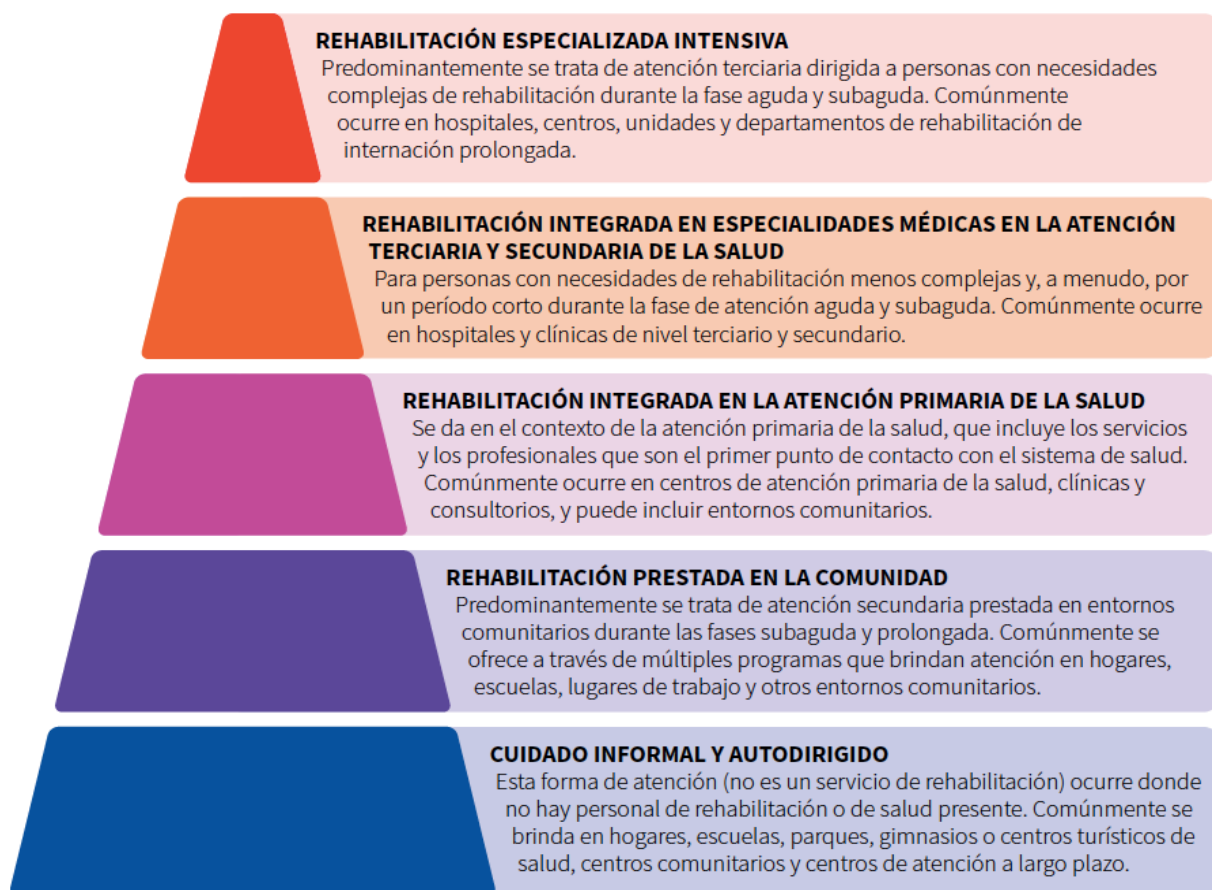 REHABILITACIÓN ESPECIALIZADA INTENSIVA
Predominantemente se trata de atención terciaria dirigida a personas con necesidades
complejas de rehabilitación durante la fase aguda y subaguda. Comúnmente
ocurre en hospitales, centros, unidades y departamentos de rehabilitación de
internación prolongada.
REHABILITACIÓN INTEGRADA EN ESPECIALIDADES MÉDICAS EN LA ATENCIÓN
TERCIARIA Y SECUNDARIA DE LA SALUD
Para personas con necesidades de rehabilitación menos complejas y, a menudo, por
un período corto durante la fase de atención aguda y subaguda. Comúnmente ocurre
en hospitales y clínicas de nivel terciario y secundario.
REHABILITACIÓN INTEGRADA EN LA ATENCIÓN PRIMARIA DE LA SALUD
Se da en el contexto de la atención primaria de la salud, que incluye los servicios
y los profesionales que son el primer punto de contacto con el sistema de salud.
Comúnmente ocurre en centros de atención primaria de la salud, clínicas y
consultorios, y puede incluir entornos comunitarios.
REHABILITACIÓN PRESTADA EN LA COMUNIDAD
Predominantemente se trata de atención secundaria prestada en entornos
comunitarios durante las fases subaguda y prolongada. Comúnmente se
ofrece a través de múltiples programas que brindan atención en hogares,
escuelas, lugares de trabajo y otros entornos comunitarios.
CUIDADO INFORMAL Y AUTODIRIGIDO
Esta forma de atención (no es un servicio de rehabilitación) ocurre donde
no hay personal de rehabilitación o de salud presente. Comúnmente se
brinda en hogares, escuelas, parques, gimnasios o centros turísticos de
salud, centros comunitarios y centros de atención a largo plazo.